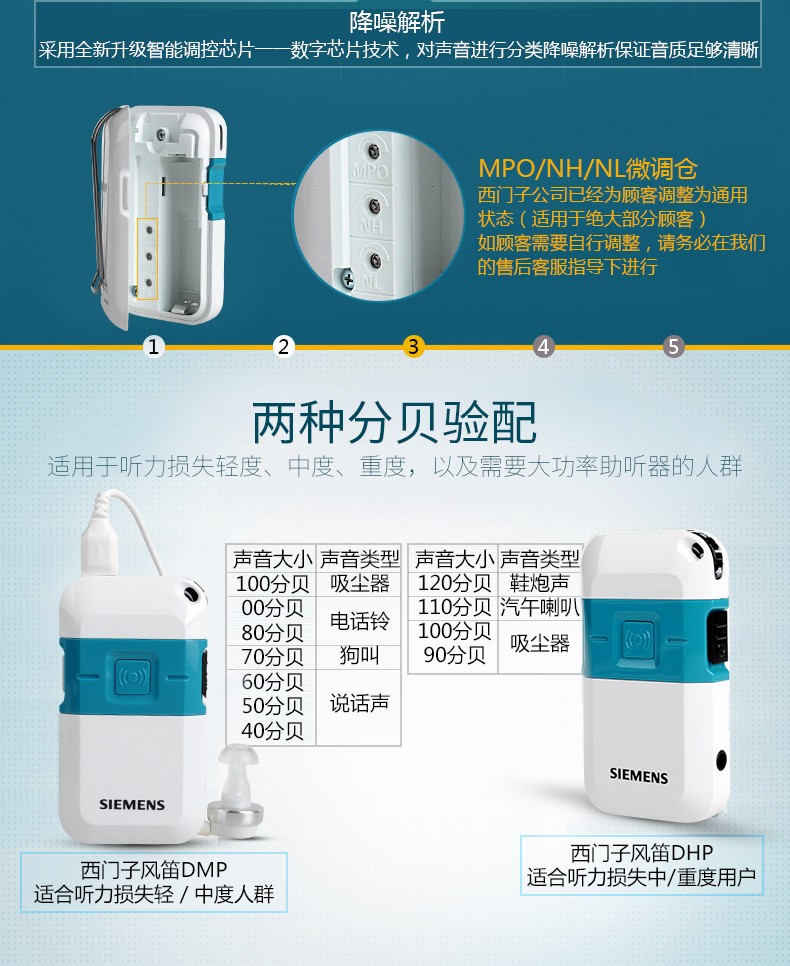 降噪解析
采用全新升级智能调控芯片——数字芯片技术，对声音进行分类降噪解析保证音质足够清晰
MPO
NH
NL
MPO/NH/NL微调仓
西门子公司已经为顾客调整为通用
状态（适用于绝大部分顾客）
如顾客需要自行调整，请务必在我们
的售后客服指导下进行
1 2 3 4 5
两种分贝验配
适用于听力损失轻度、中度、重度，以及需要大功率助听器的人群
声音大小 声音类型
100分贝 吸尘器
00分贝
电话铃
80分贝
70分贝 狗叫
60分贝
50分贝 说话声
40分贝
声音大小 声音类型
120分贝 鞋炮声
110分贝 汽午喇叭
100分贝
吸尘器
90分贝
SIEMENS
SIEMENS
西门子风笛DMP
适合听力损失轻 / 中度人群
西门子风笛DHP
适合听力损失中/重度用户